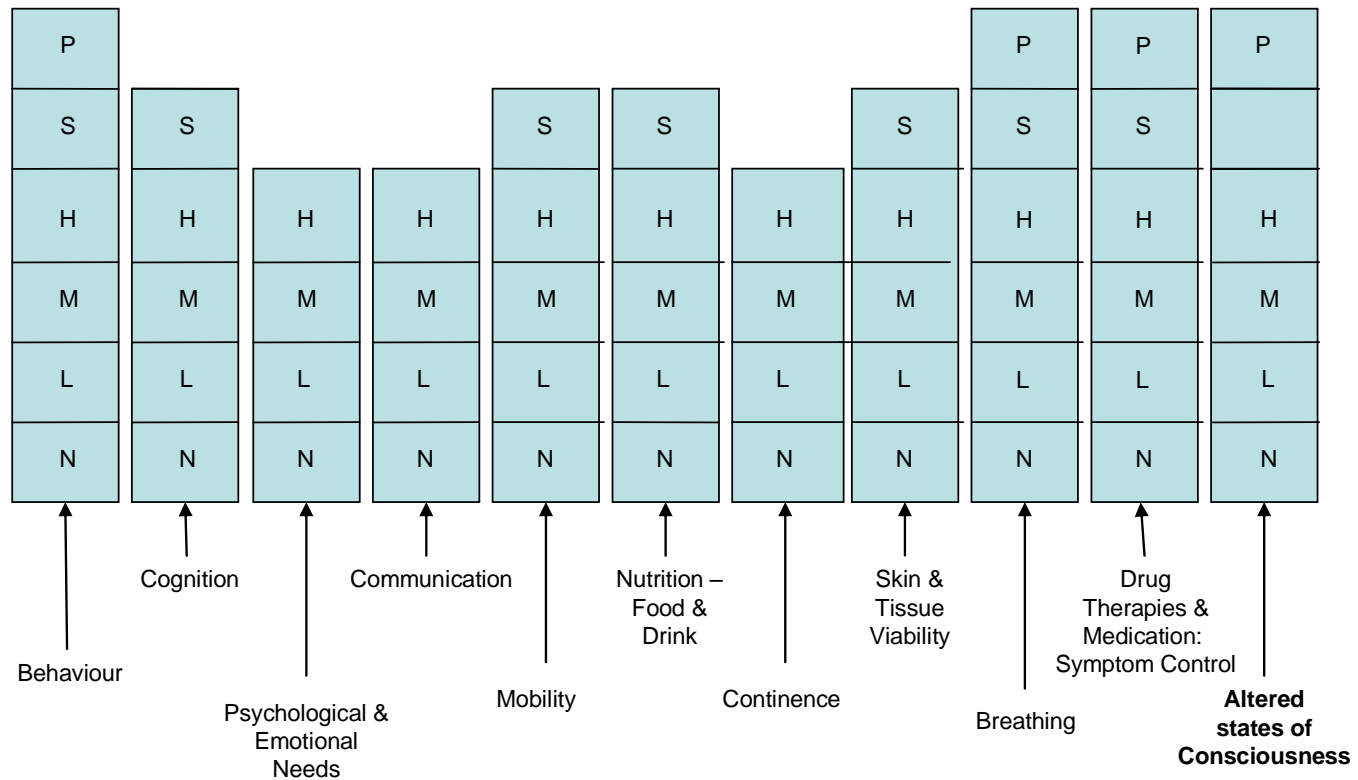 P P P P
S S S S S S S
H H H H H H H H H H H
M M M M M M M M M M M
L L L L L L L L L L L
N N N N N N N N N N N
Behaviour
Cognition
Psychological &
Emotional
Needs
Communication
Mobility
Nutrition –
Food &
Drink
Continence
Skin &
Tissue
Viability
Breathing
Drug
Therapies &
Medication:
Symptom Control
Altered
states of
Consciousness